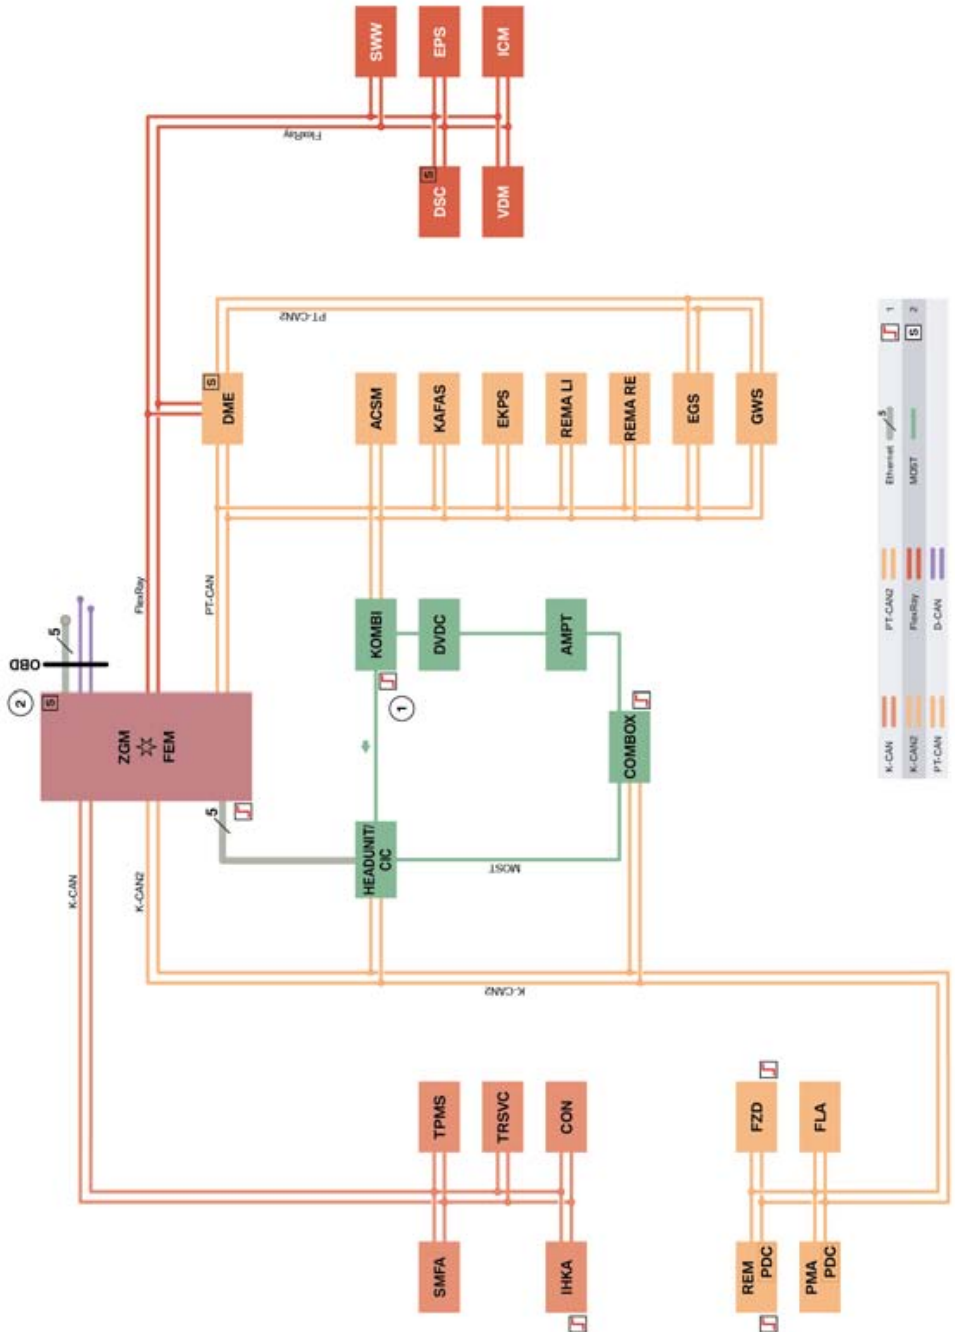 SWW
EPS
ICM
FlexRay
DSC
S
VDM
PT-CAN2
S
DME
ACSM
KAFAS
EKPS
REMA LI
REMA RE
EGS
GWS
FlexRay
PT-CAN
5
OBD
2
S
ZGM
FEM
KOMBI
DVDC
AMPT
1
COMBOX
5
HEADUNIT/
CIC
MOST
K-CAN
K-CAN2
K-CAN2
TPMS
TRSVC
CON
FZD
FLA
SMFA
IHKA
REM
PDC
PMA
PDC
K-CAN
PT-CAN2
Ethernet
5
1
K-CAN2
FlexRay
MOST
S
2
PT-CAN
D-CAN